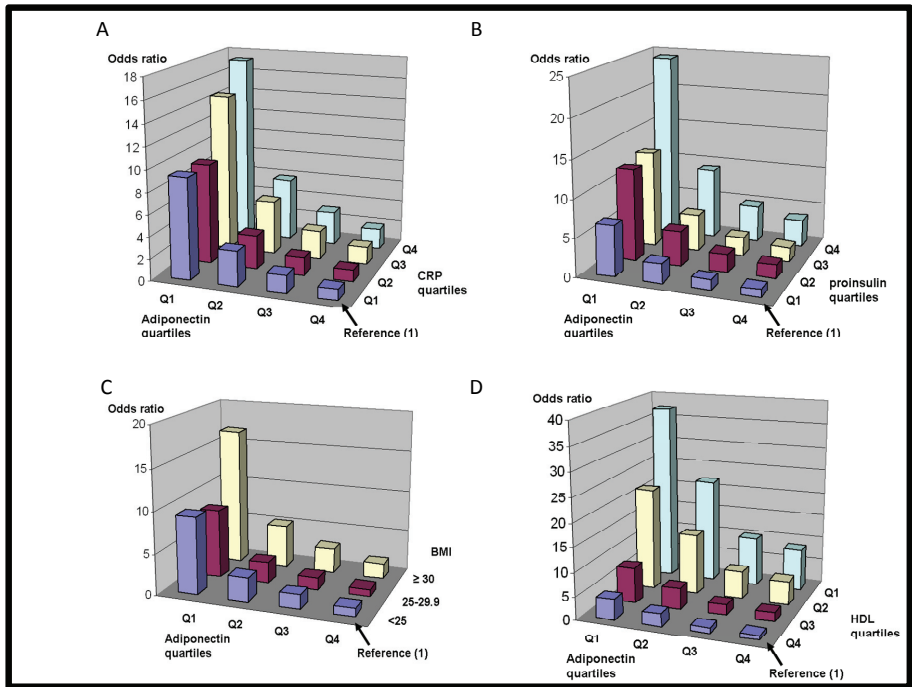 A
Odds ratio
18
16
14
12
10
8
6
4
2
0
Q1
Q2
Q3
Q4
Adiponectin
quartiles
Q4
Q3
Q2
Q1
CRP
quartiles
Reference (1)
B
Odds ratio
25
20
15
10
5
0
Q1
Q2
Q3
Q4
Adiponectin
quartiles
Q4
Q3
Q2
Q1
proinsulin
quartiles
Reference (1)
C
Odds ratio
20
15
10
5
0
Q1
Q2
Q3
Q4
Adiponectin
quartiles
BMI
≥ 30
25-29.9
<25
Reference (1)
D
Odds ratio
40
35
30
25
20
15
10
5
0
Q1
Q2
Q3
Q4
Adiponectin
quartiles
Q1
Q2
Q3
Q4
HDL
quartiles
Reference (1)